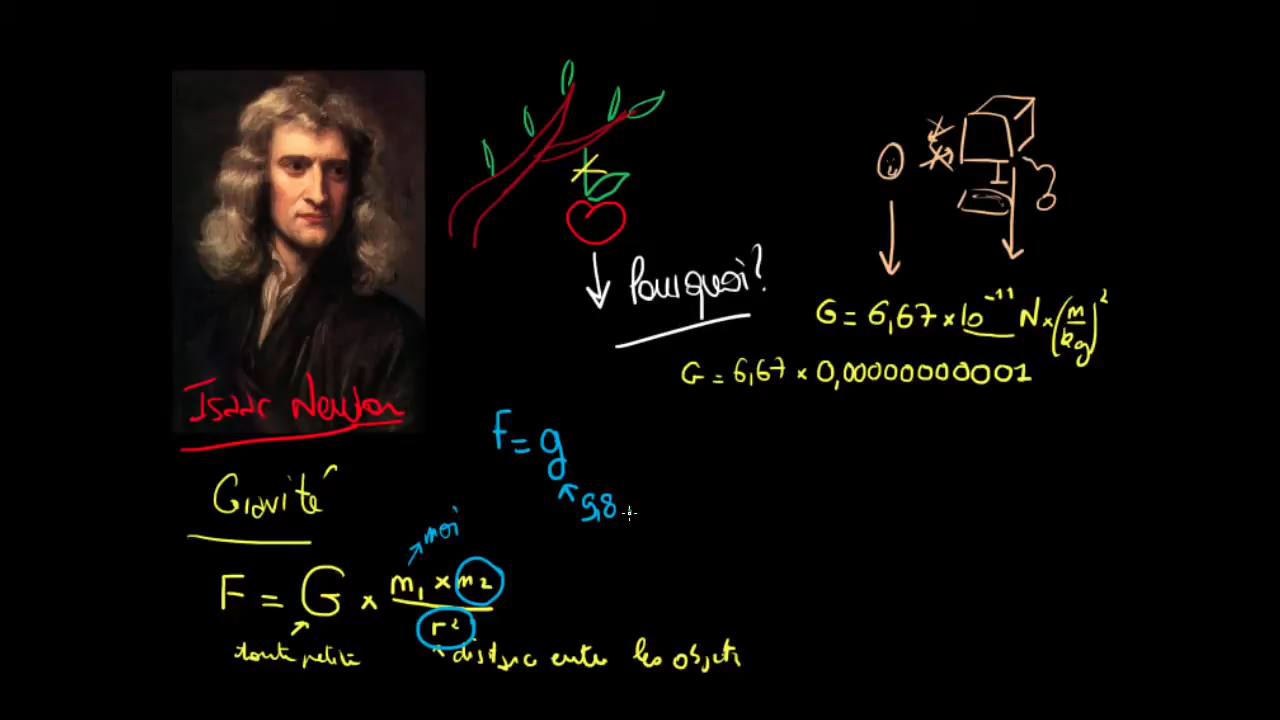 Isaac Newton
Pourquoi?
G = 6,67 × 10⁻¹¹ N × (m/kg)²
G = 6,67 × 0,00000000001
F = g
9,8
Gravité
moi
F = G × m₁ × m₂
r²
toute petite
distance entre les objets